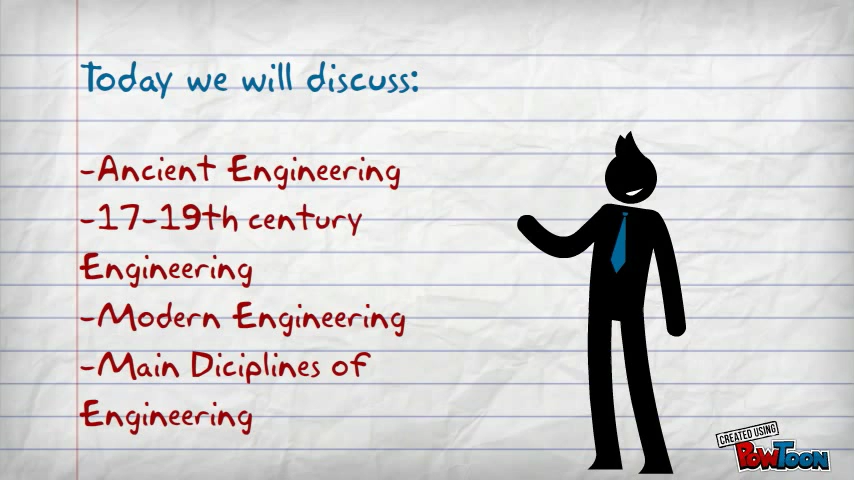 Today we will discuss:
-Ancient Engineering
-17-19th century
Engineering
-Modern Engineering
-Main Diciplines of
Engineering
CREATED USING
POWTOON